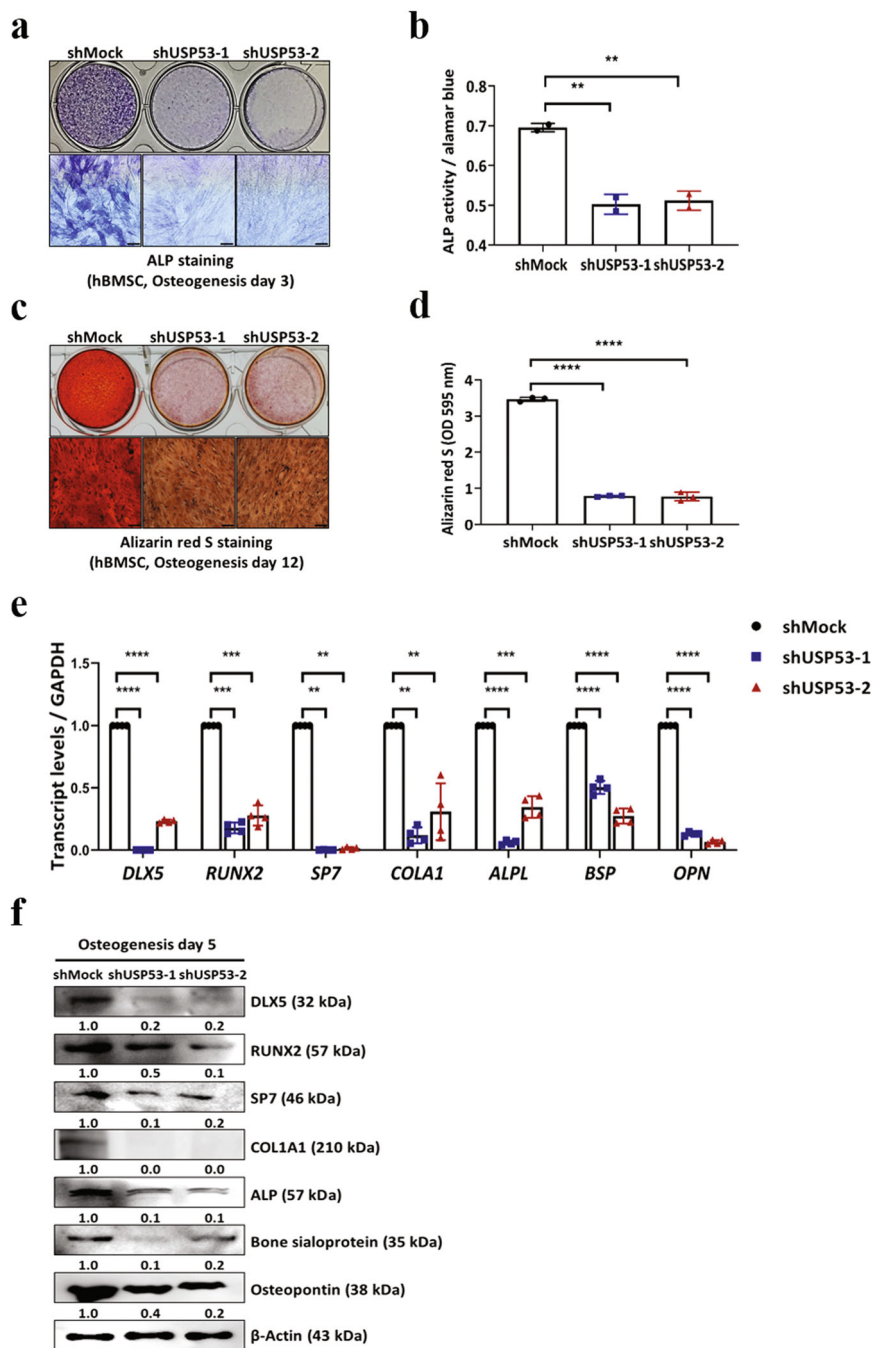 a
shMock shUSP53-1 shUSP53-2
ALP staining
(hBMSC, Osteogenesis day 3)
b
ALP activity / alamar blue
0.8
0.7
0.6
0.5
0.4
**
**
shMock shUSP53-1 shUSP53-2
c
shMock shUSP53-1 shUSP53-2
Alizarin red S staining
(hBMSC, Osteogenesis day 12)
d
Alizarin red S (OD 595 nm)
4
3
2
1
0
****
****
shMock shUSP53-1 shUSP53-2
e
shMock
shUSP53-1
shUSP53-2
Transcript levels / GAPDH
1.5
1.0
0.5
0.0
**** *** ** ** *** **** ****
**** *** ** ** **** **** ****
DLX5 RUNX2 SP7 COLA1 ALPL BSP OPN
f
Osteogenesis day 5
shMock shUSP53-1 shUSP53-2
DLX5 (32 kDa)
1.0 0.2 0.2
RUNX2 (57 kDa)
1.0 0.5 0.1
SP7 (46 kDa)
1.0 0.1 0.2
COL1A1 (210 kDa)
1.0 0.0 0.0
ALP (57 kDa)
1.0 0.1 0.1
Bone sialoprotein (35 kDa)
1.0 0.1 0.2
Osteopontin (38 kDa)
1.0 0.4 0.2
β-Actin (43 kDa)